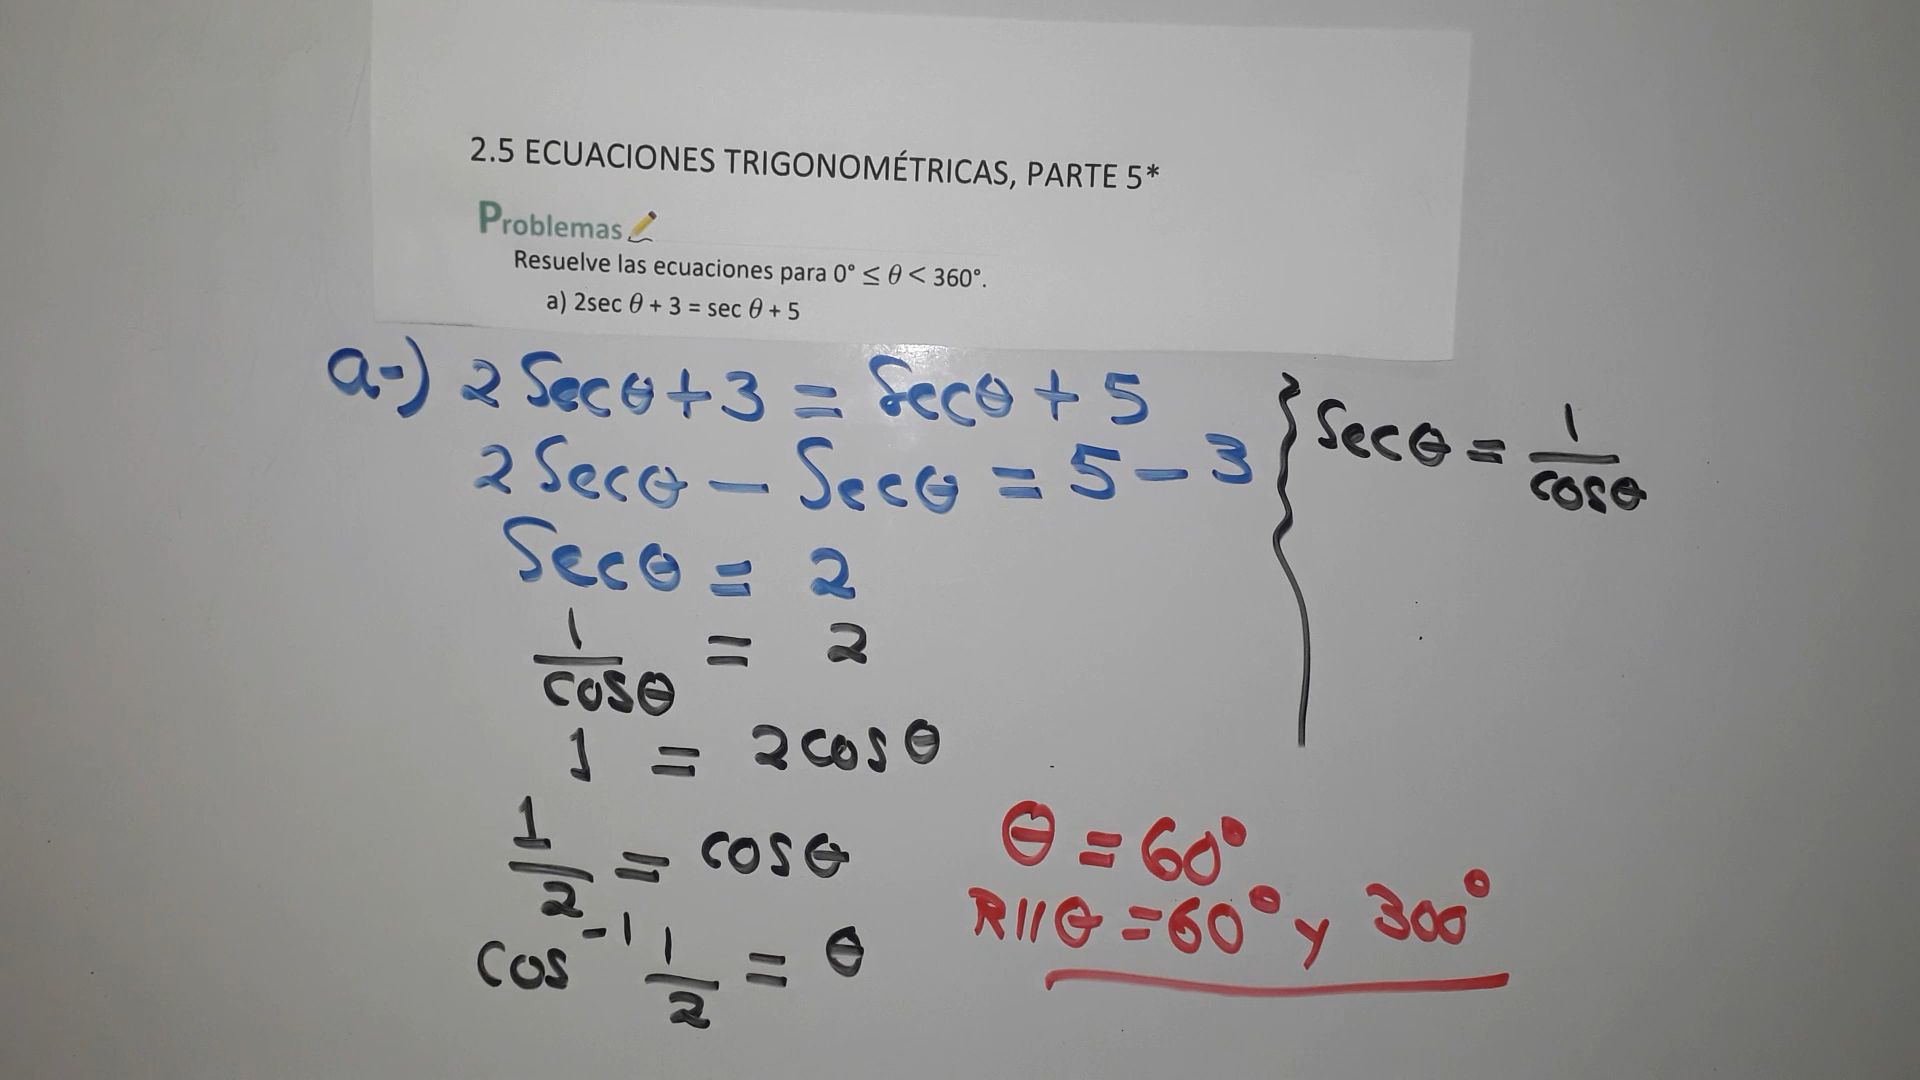 2.5 ECUACIONES TRIGONOMÉTRICAS, PARTE 5*
Problemas
Resuelve las ecuaciones para 0° ≤ θ < 360°.
a) 2sec θ + 3 = sec θ + 5
a-) 2 Secθ + 3 = Secθ + 5
2 Secθ - Secθ = 5 - 3
Secθ = 2
1/cosθ = 2
1 = 2cosθ
1/2 = cosθ
cos⁻¹ 1/2 = θ
Secθ = 1/cosθ
θ = 60°
R// θ = 60° y 300°